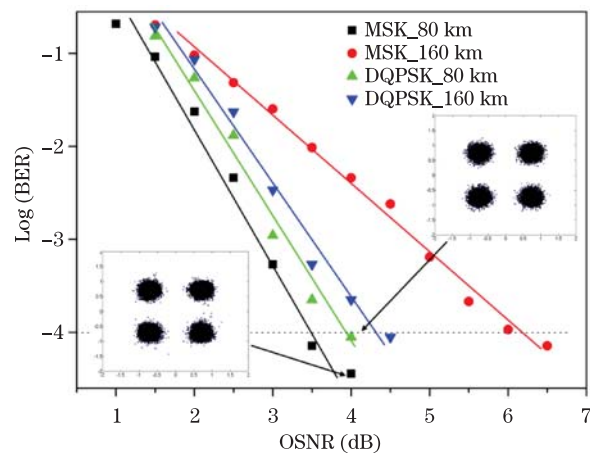 MSK_80 km
MSK_160 km
DQPSK_80 km
DQPSK_160 km
Log (BER)
-1
-2
-3
-4
1 2 3 4 5 6 7
OSNR (dB)